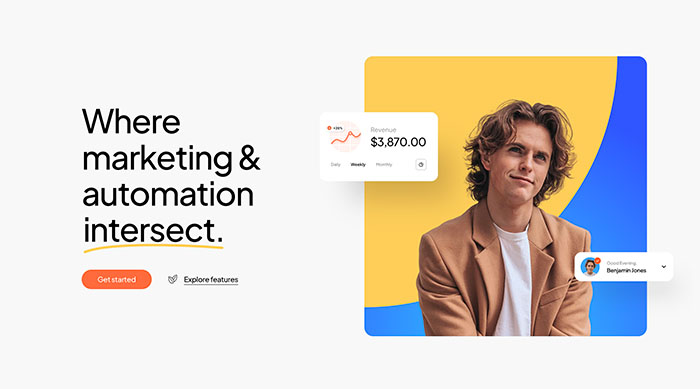 Where
marketing &
automation
intersect.
Get started
Explore features
+26%
Revenue
$3,870.00
Daily
Weekly
Monthly
Good Evening,
Benjamin Jones